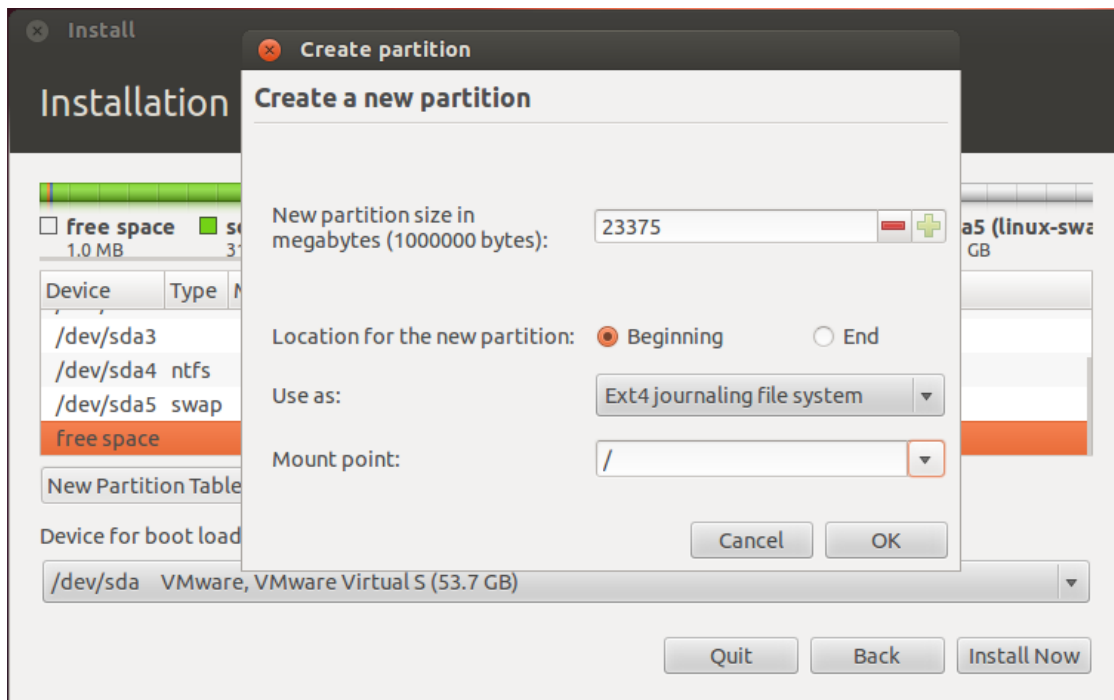 Install
Create partition
Installation
Create a new partition
New partition size in
megabytes (1000000 bytes):
23375
free space
1.0 MB
31
a5 (linux-swa
GB
Device Type
/dev/sda3
/dev/sda4 ntfs
/dev/sda5 swap
free space
Location for the new partition: Beginning End
Use as: Ext4 journaling file system
Mount point: /
New Partition Table
Cancel OK
Device for boot load
/dev/sda VMware, VMware Virtual S (53.7 GB)
Quit Back Install Now